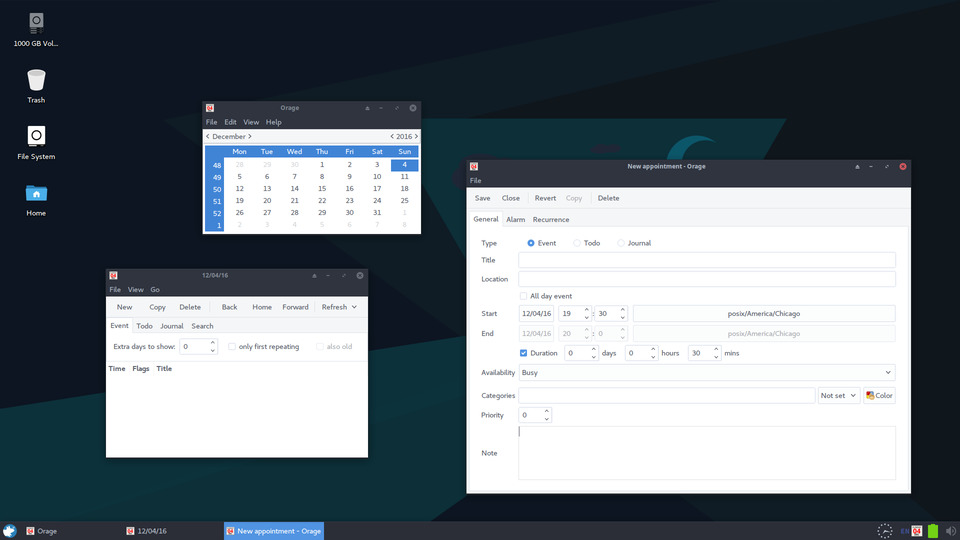 1000 GB Vol...
Trash
File System
Home
Orage
File Edit View Help
December 2016
Mon Tue Wed Thu Fri Sat Sun
48 28 29 30 1 2 3 4
49 5 6 7 8 9 10 11
50 12 13 14 15 16 17 18
51 19 20 21 22 23 24 25
52 26 27 28 29 30 31 1
1 2 3 4 5 6 7 8
12/04/16
File View Go
New Copy Delete Back Home Forward Refresh
Event Todo Journal Search
Extra days to show: 0 only first repeating also old
Time Flags Title
New appointment - Orage
File
Save Close Revert Copy Delete
General Alarm Recurrence
Type Event Todo Journal
Title
Location
All day event
Start 12/04/16 19 : 30 posix/America/Chicago
End 12/04/16 20 : 0 posix/America/Chicago
Duration 0 days 0 hours 30 mins
Availability Busy
Categories Not set Color
Priority 0
Note
Orage 12/04/16 New appointment - Orage EN 04